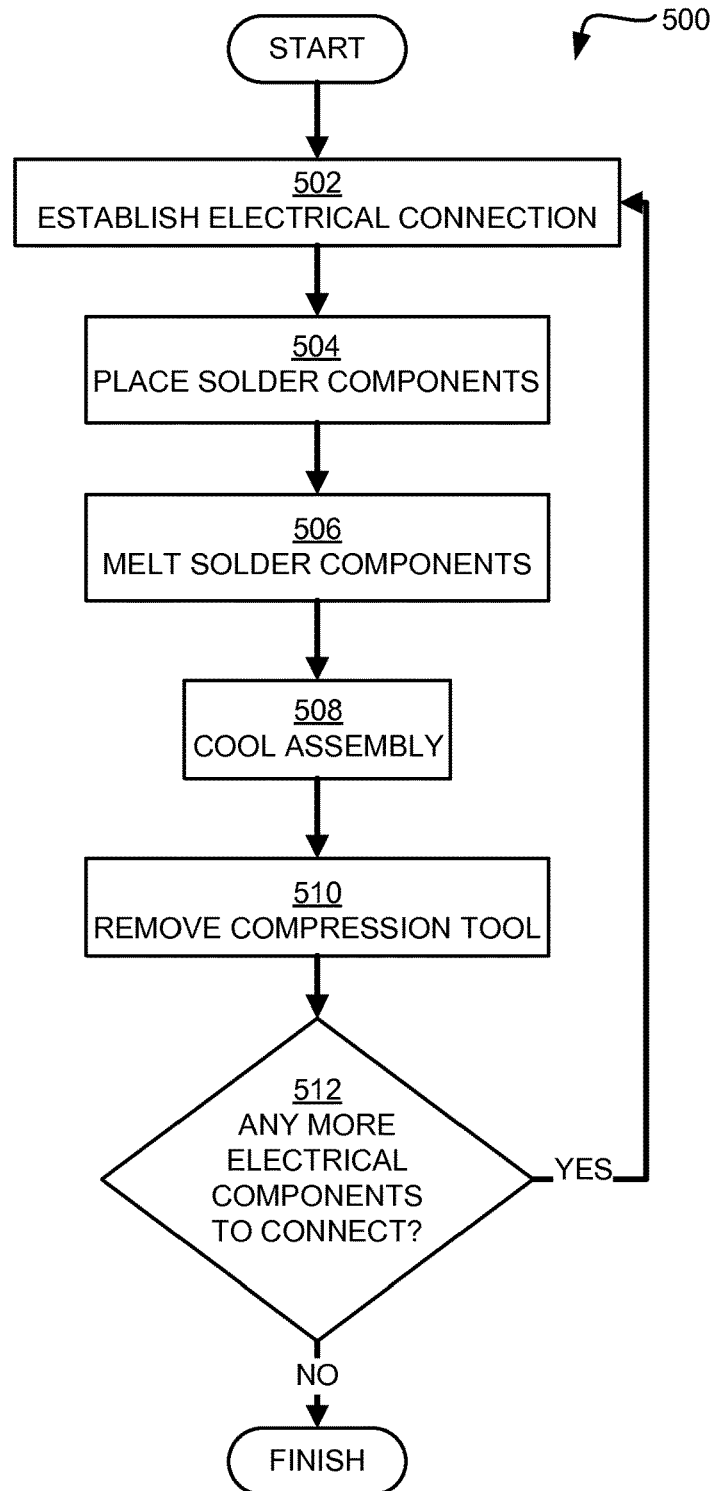 START
500
502
ESTABLISH ELECTRICAL CONNECTION
504
PLACE SOLDER COMPONENTS
506
MELT SOLDER COMPONENTS
508
COOL ASSEMBLY
510
REMOVE COMPRESSION TOOL
512
ANY MORE
ELECTRICAL
COMPONENTS
TO CONNECT?
YES
NO
FINISH